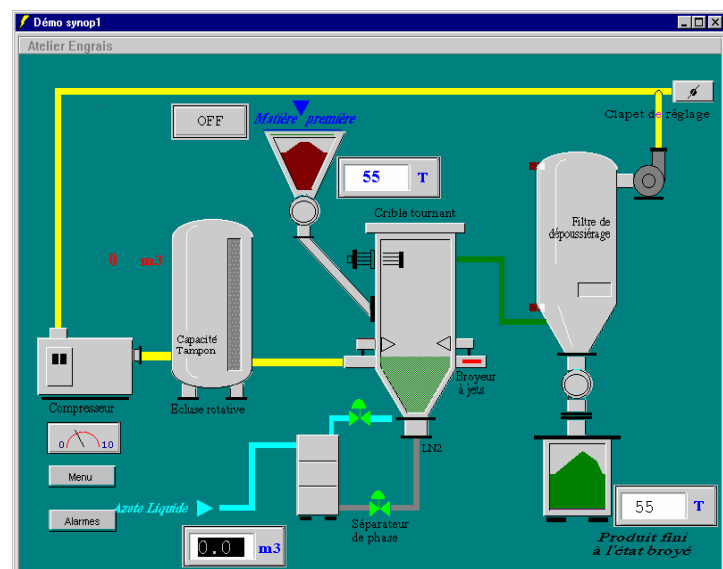 Démo synop1
Atelier Engrais
OFF
Matiére première
Clapet de réglage
55 T
Crible tournant
Filtre de
dépoussiérage
0 m3
Capacité
Tampon
Compresseur
Ecluse rotative
Broyeur
à jets
0 10
LN2
Menu
Azote Liquide
Alarmes
Séparateur
de phase
0.0 m3
55 T
Produit fini
à l'état broyé